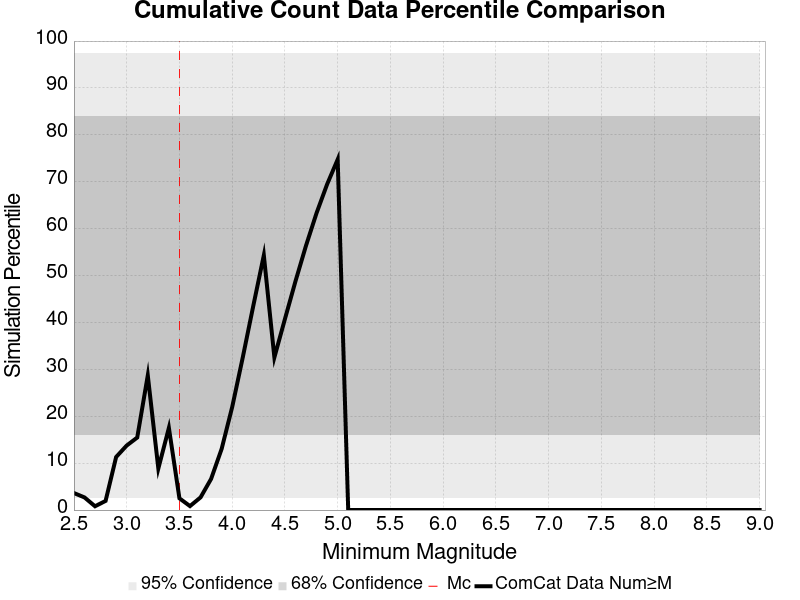 Cumulative Count Data Percentile Comparison
100
90
80
70
60
50
40
30
20
10
0
Simulation Percentile
2.5 3.0 3.5 4.0 4.5 5.0 5.5 6.0 6.5 7.0 7.5 8.0 8.5 9.0
Minimum Magnitude
95% Confidence 68% Confidence Mc ComCat Data Num≥M